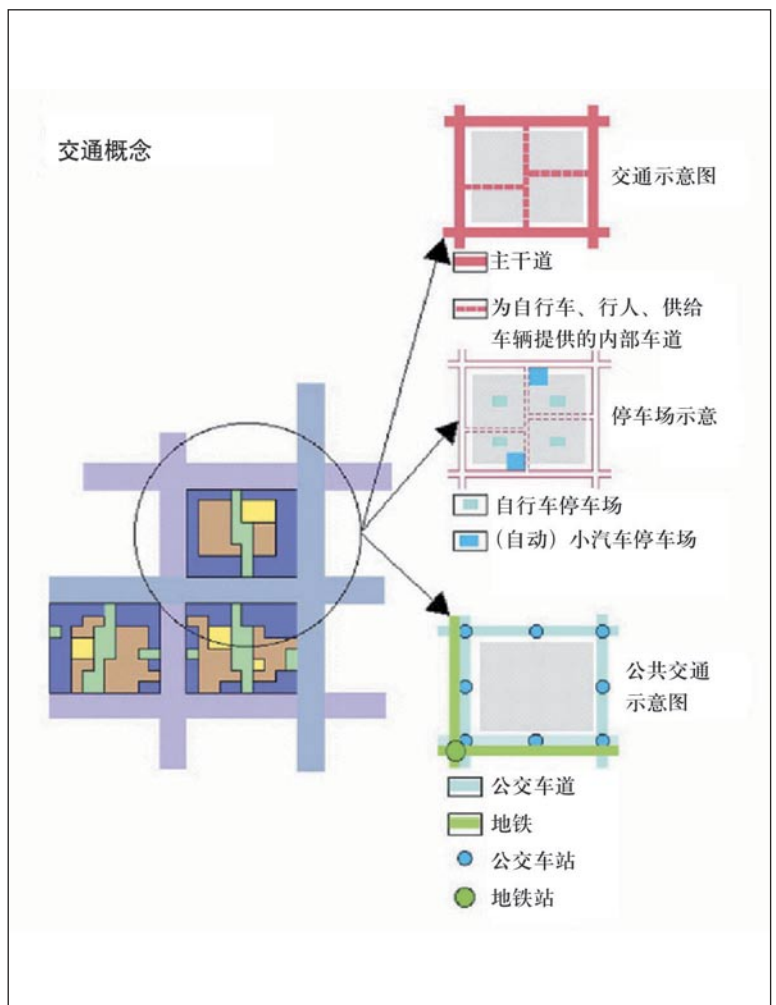 交通概念
交通示意图
主干道
为自行车、行人、供给
车辆提供的内部车道
停车场示意
自行车停车场
（自动）小汽车停车场
公共交通
示意图
公交车道
地铁
公交车站
地铁站